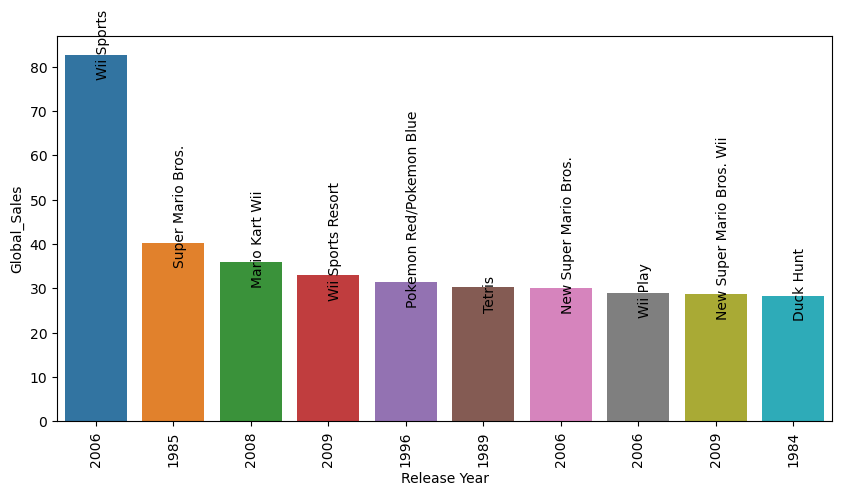 Global_Sales
80
70
60
50
40
30
20
10
0
Wii Sports
Super Mario Bros.
Mario Kart Wii
Wii Sports Resort
Pokemon Red/Pokemon Blue
Tetris
New Super Mario Bros.
Wii Play
New Super Mario Bros. Wii
Duck Hunt
2006
1985
2008
2009
1996
1989
2006
2006
2009
1984
Release Year